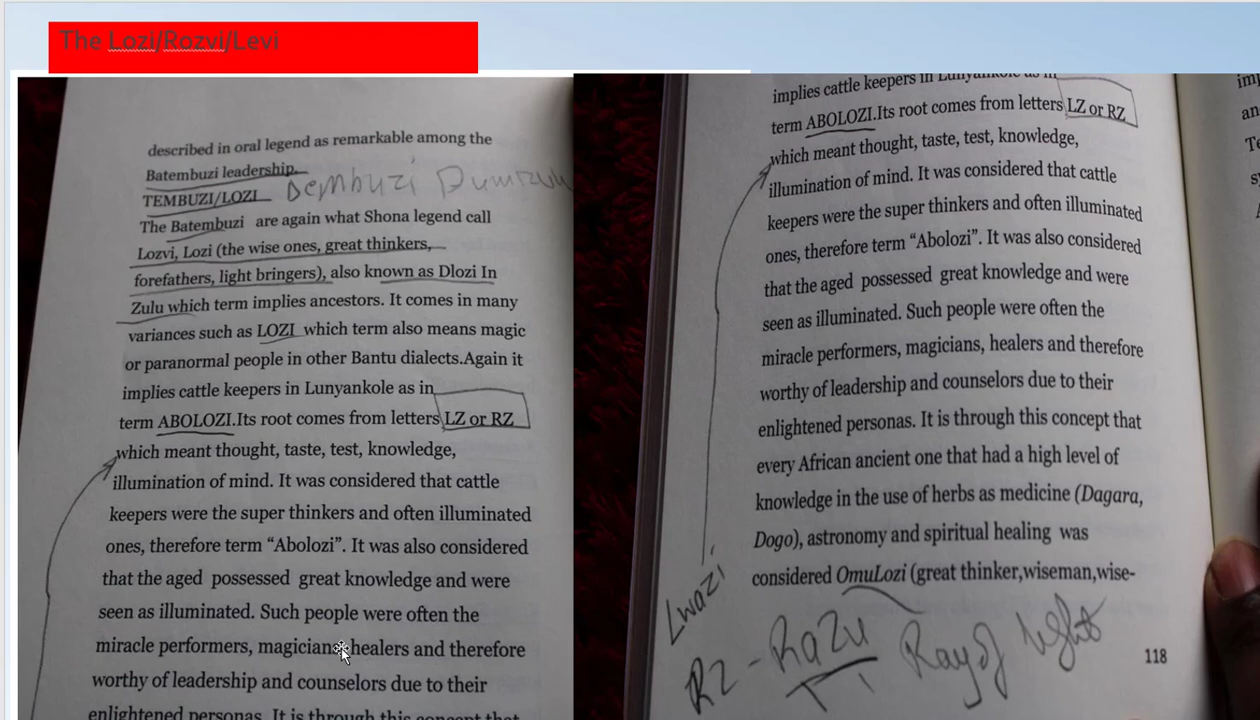 The Lozi/Rozvi/Levi
described in oral legend as remarkable among the
Batembuzi leadership.
TEMBUZI/LOZI Dembuzi
The Batembuzi are again what Shona legend call
Lozvi, Lozi (the wise ones, great thinkers,
forefathers, light bringers), also known as Dlozi In
Zulu which term implies ancestors. It comes in many
variances such as LOZI which term also means magic
or paranormal people in other Bantu dialects.Again it
implies cattle keepers in Lunyankole as in
term ABOLOZI.Its root comes from letters LZ or RZ
which meant thought, taste, test, knowledge,
illumination of mind. It was considered that cattle
keepers were the super thinkers and often illuminated
ones, therefore term “Abolozi”. It was also considered
that the aged possessed great knowledge and were
seen as illuminated. Such people were often the
miracle performers, magicians, healers and therefore
worthy of leadership and counselors due to their
enlightened personas. It is through this concept that
implies cattle keepers in Lunyankole as in
term ABOLOZI.Its root comes from letters LZ or RZ
which meant thought, taste, test, knowledge,
illumination of mind. It was considered that cattle
keepers were the super thinkers and often illuminated
ones, therefore term “Abolozi”. It was also considered
that the aged possessed great knowledge and were
seen as illuminated. Such people were often the
miracle performers, magicians, healers and therefore
worthy of leadership and counselors due to their
enlightened personas. It is through this concept that
every African ancient one that had a high level of
knowledge in the use of herbs as medicine (Dagara,
Dogo), astronomy and spiritual healing was
considered OmuLozi (great thinker,wiseman,wise-
Lwazi
RZ - RaZu Ray of light
118